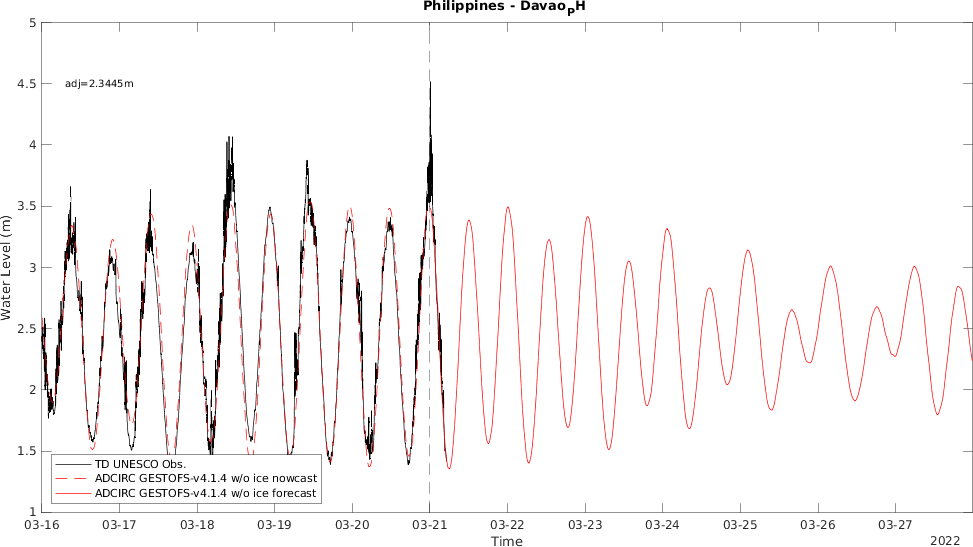 Philippines - Davao_PH
5
4.5
4
3.5
3
2.5
2
1.5
1
Water Level (m)
adj=2.3445m
TD UNESCO Obs.
ADCIRC GESTOFS-v4.1.4 w/o ice nowcast
ADCIRC GESTOFS-v4.1.4 w/o ice forecast
03-16 03-17 03-18 03-19 03-20 03-21 03-22 03-23 03-24 03-25 03-26 03-27
Time
2022